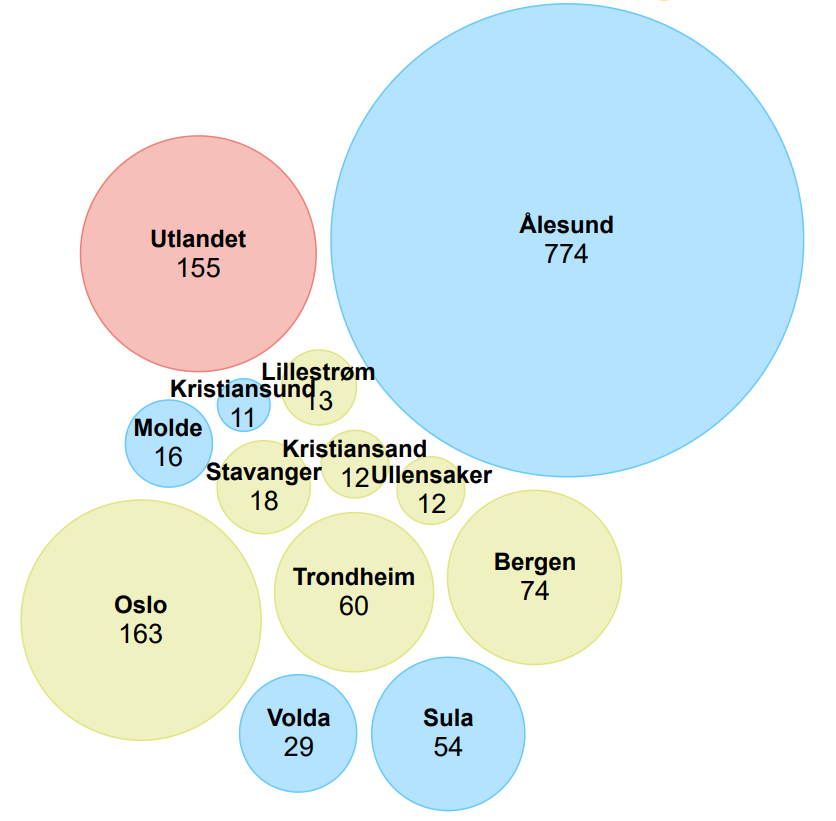 Ålesund
774
Utlandet
155
Lillestrøm
13
Kristiansund
11
Molde
16
Kristiansand
12
Stavanger
18
Ullensaker
12
Bergen
74
Trondheim
60
Oslo
163
Volda
29
Sula
54